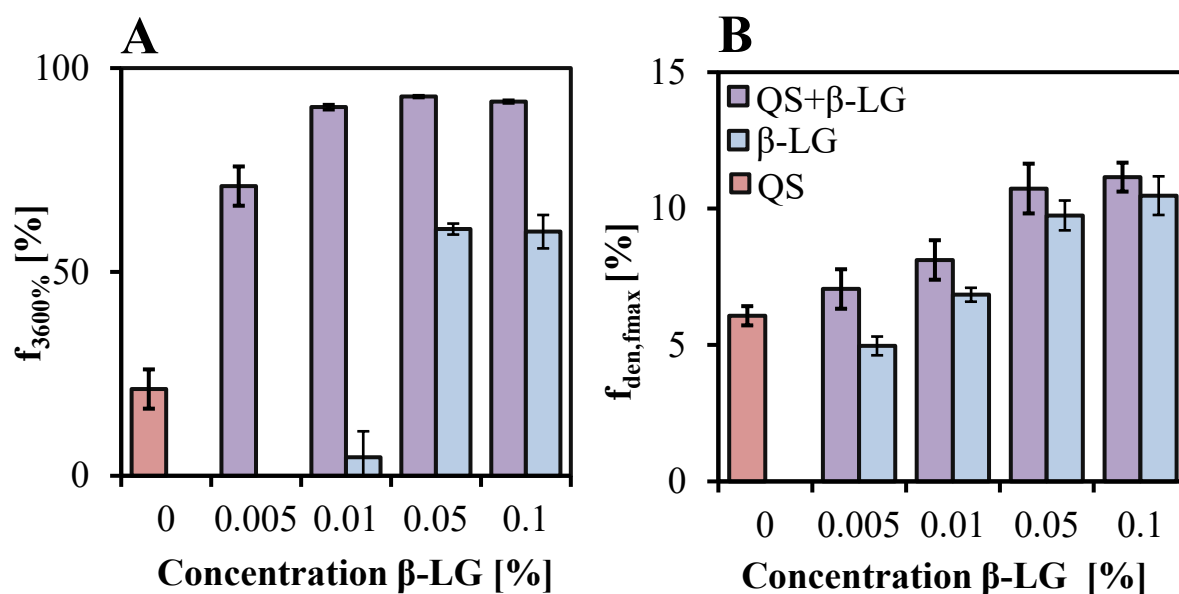 A
100
50
0
f3600% [%]
0 0.005 0.01 0.05 0.1
Concentration β-LG [%]
B
15
10
5
0
fden,fmax [%]
QS+β-LG
β-LG
QS
0 0.005 0.01 0.05 0.1
Concentration β-LG [%]